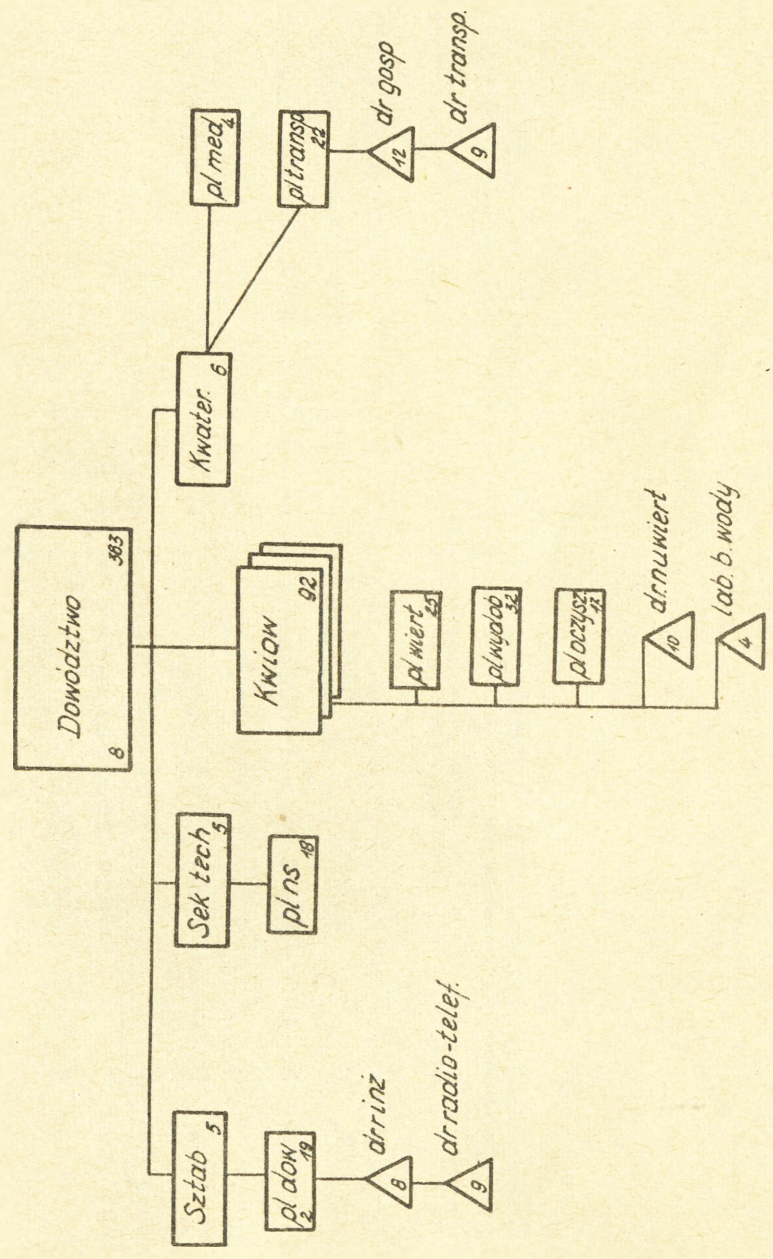 Dowództwo
8
383
Sztab 5
pl dow
2
19
8
dr r inż
9
dr radio-telef.
Sek tech
5
pl ns 18
Kwiow
92
pl wiert
25
pl wydob
32
pl oczysz
10
dr. nuwiert
4
lab. b. wody
Kwater. 6
pl med
4
pl transp
22
12
dr gosp
9
dr transp.